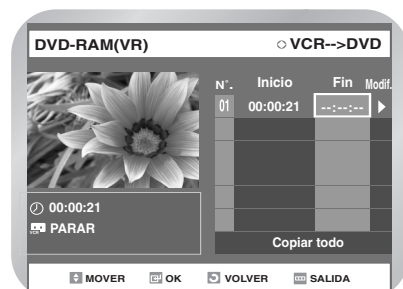 DVD-RAM(VR) VCR-->DVD
N°. Inicio Fin Modif.
01 00:00:21 --:--:--
00:00:21
VCR PARAR
Copiar todo
MOVER OK VOLVER SALIDA